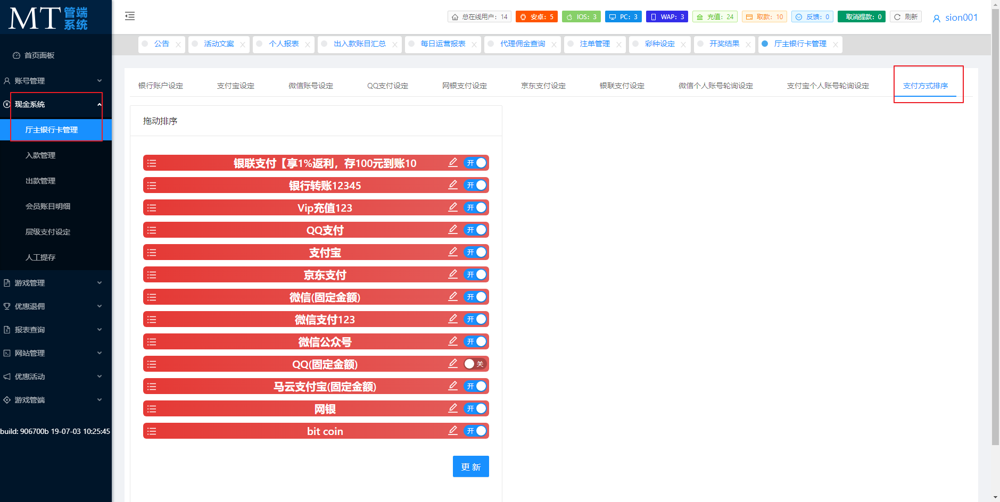 MT 管端系统
总在线用户：14 安卓：5 IOS：3 PC：3 WAP：3 充值：24 取款：10 反馈：0 取消提款：0 刷新 sion001
公告 活动文案 个人报表 出入款账目汇总 每日运营报表 代理佣金查询 注单管理 彩种设定 开奖结果 厅主银行卡管理
首页面板
账号管理
现金系统
厅主银行卡管理
入款管理
出款管理
会员账目明细
层级支付设定
人工提存
游戏管理
优惠退佣
报表查询
网站管理
优惠活动
游戏管端
build: 906700b 19-07-03 10:25:45
银行账户设定 支付宝设定 微信账号设定 QQ支付设定 网银支付设定 京东支付设定 银联支付设定 微信个人账号轮询设定 支付宝个人账号轮询设定 支付方式排序
拖动排序
银联支付【享1%返利，存100元到账10 开
银行转账12345 开
Vip充值123 开
QQ支付 开
支付宝 开
京东支付 开
微信(固定金额) 开
微信支付123 开
微信公众号 开
QQ(固定金额) 关
马云支付宝(固定金额) 开
网银 开
bit coin 开
更 新